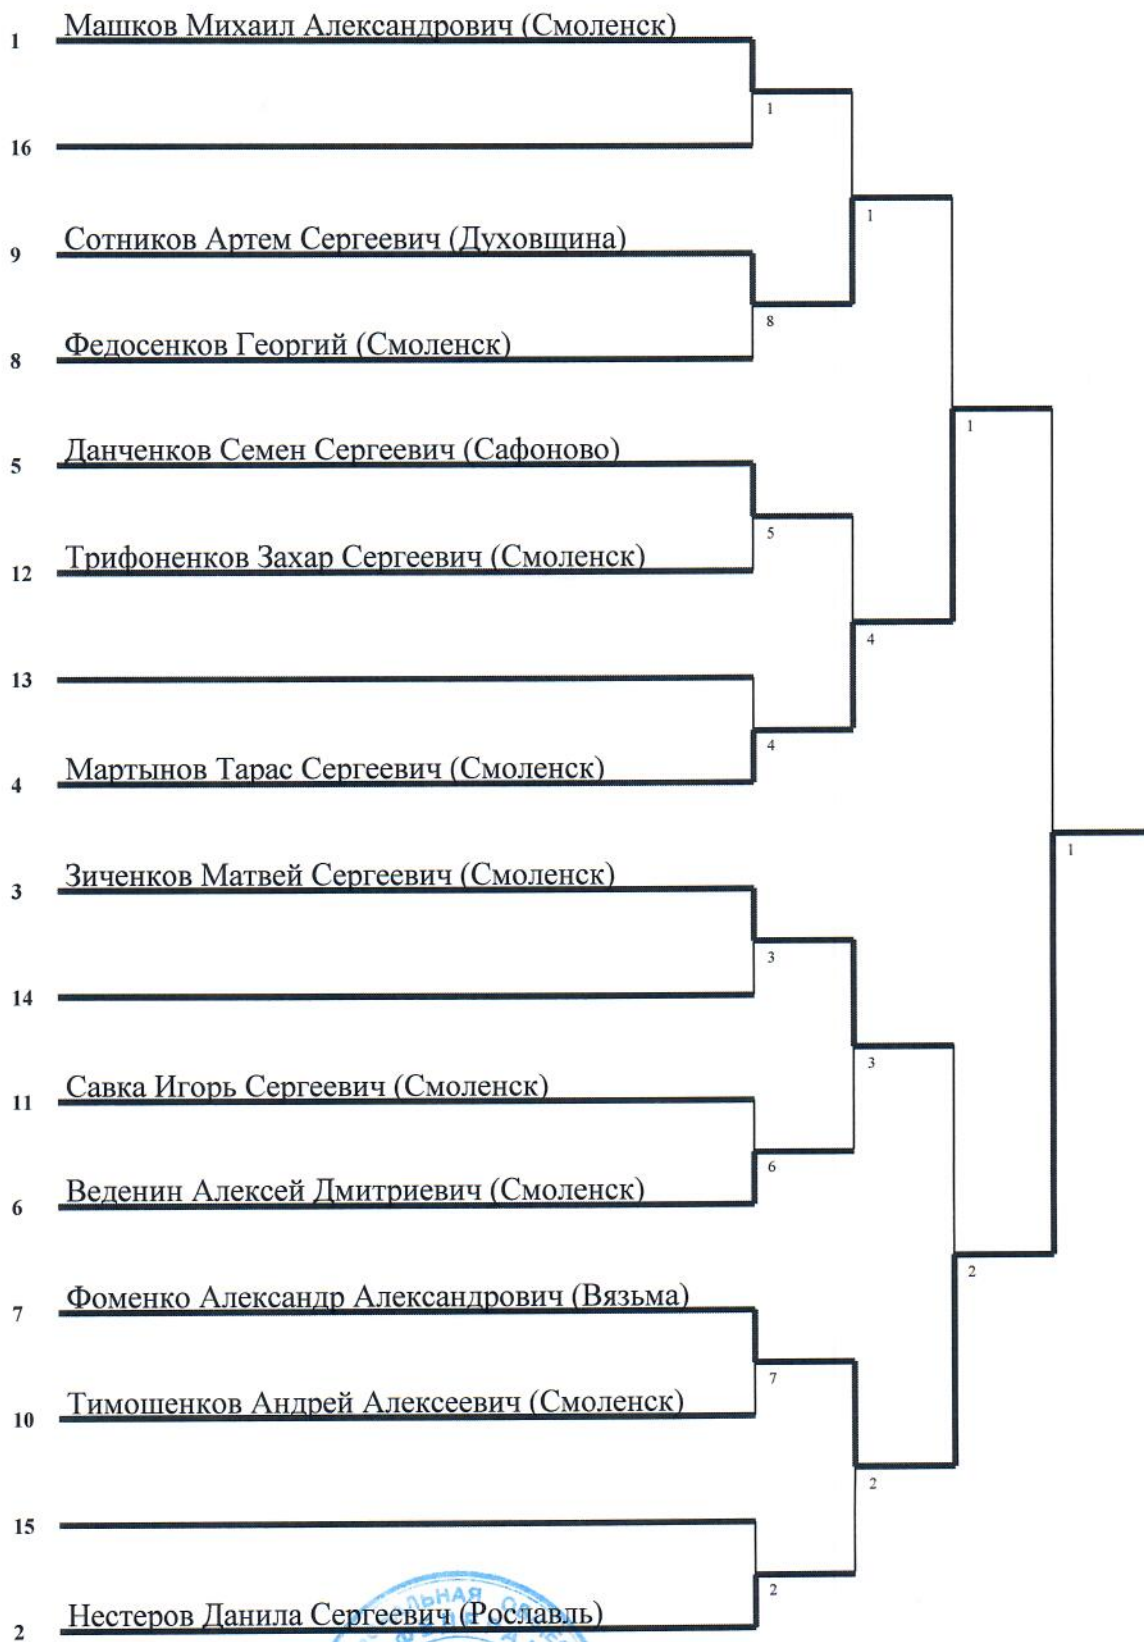 1 Машков Михаил Александрович (Смоленск)
1
16
1
9 Сотников Артем Сергеевич (Духовщина)
8
8 Федосенков Георгий (Смоленск)
1
5 Данченков Семен Сергеевич (Сафоново)
5
12 Трифоненков Захар Сергеевич (Смоленск)
4
13
4
4 Мартынов Тарас Сергеевич (Смоленск)
1
3 Зиченков Матвей Сергеевич (Смоленск)
3
14
3
11 Савка Игорь Сергеевич (Смоленск)
6
6 Веденин Алексей Дмитриевич (Смоленск)
2
7 Фоменко Александр Александрович (Вязьма)
7
10 Тимошенков Андрей Алексеевич (Смоленск)
2
15
2
2 Нестеров Данила Сергеевич (Рославль)